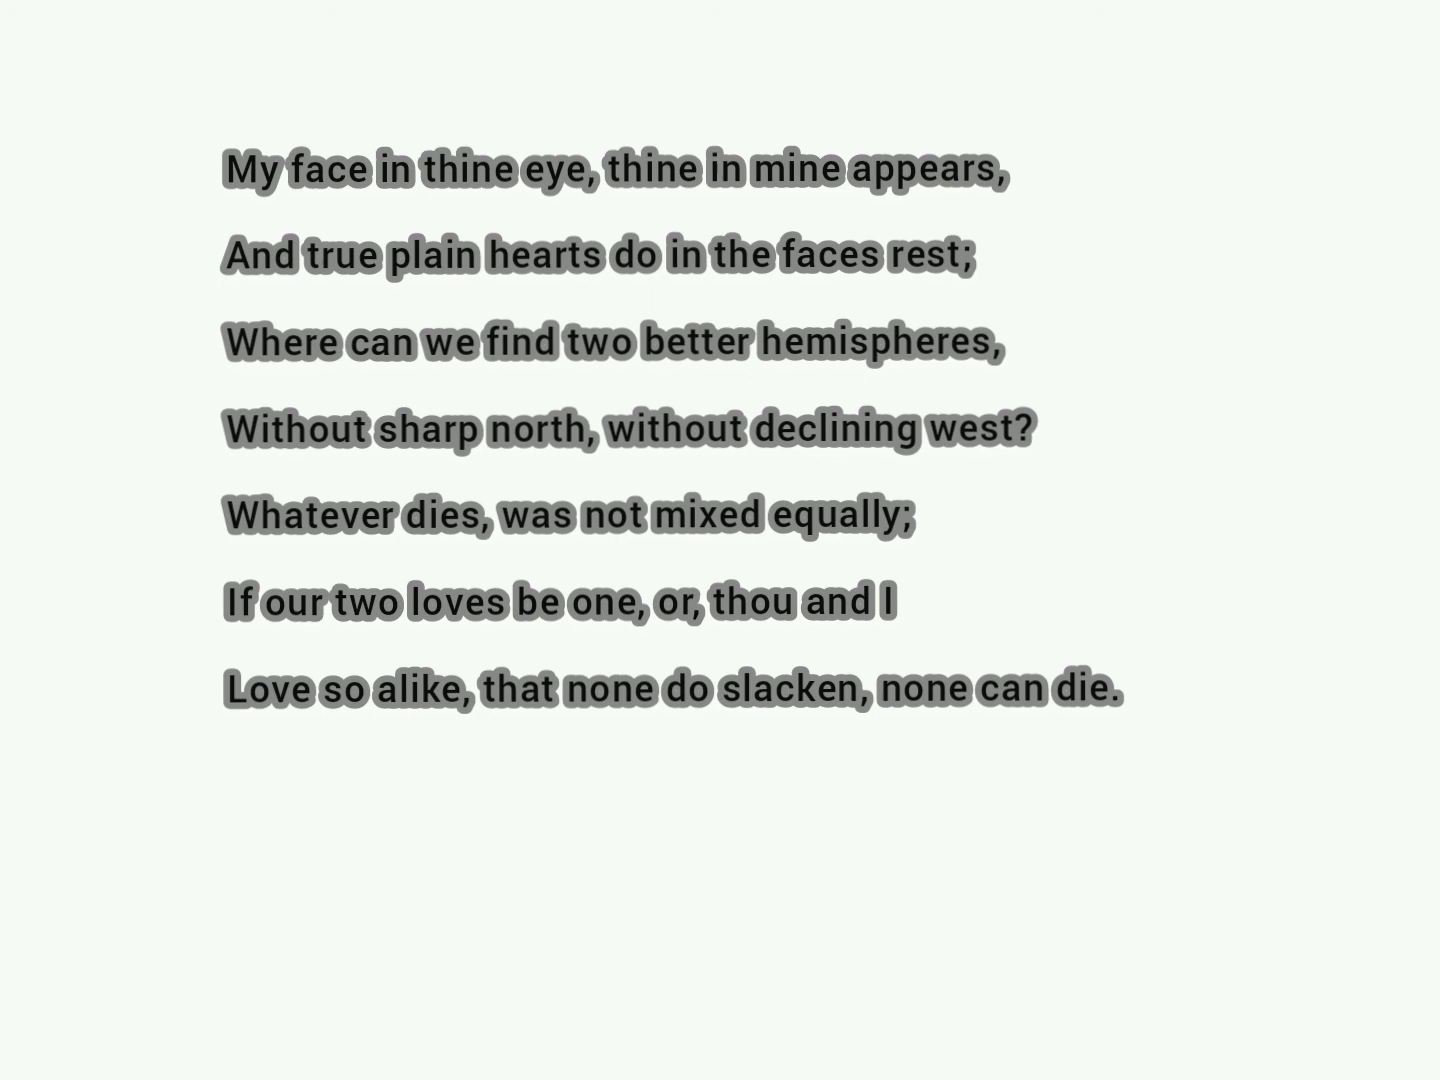 My face in thine eye, thine in mine appears,
And true plain hearts do in the faces rest;
Where can we find two better hemispheres,
Without sharp north, without declining west?
Whatever dies, was not mixed equally;
If our two loves be one, or, thou and I
Love so alike, that none do slacken, none can die.